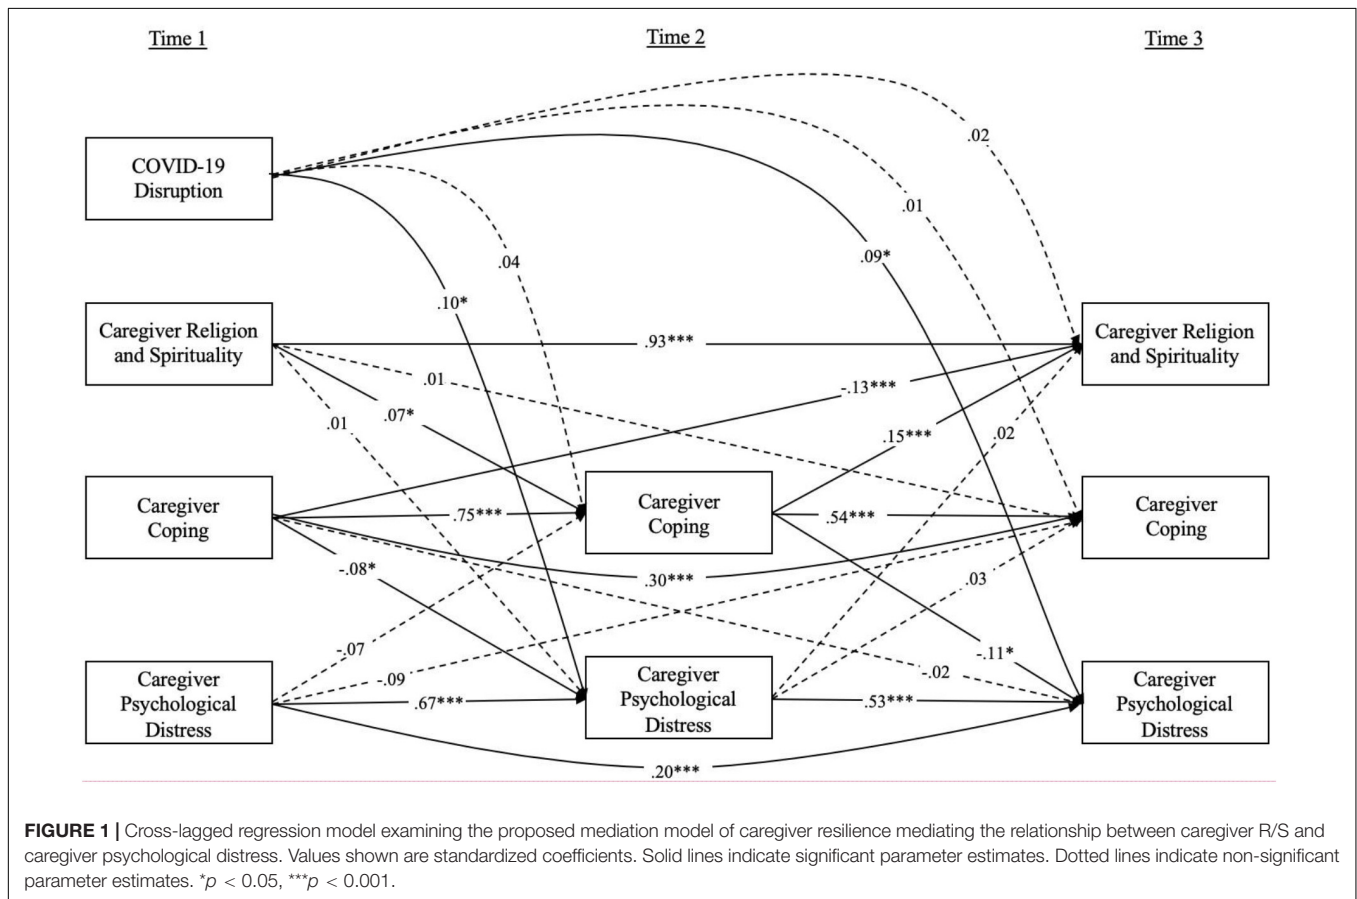 Time 1
Time 2
Time 3
COVID-19
Disruption
.02
.01
.04
.09*
.10*
Caregiver Religion
and Spirituality
.93***
Caregiver Religion
and Spirituality
.01
-.13***
.07*
.01
.15***
.02
Caregiver
Coping
.75***
Caregiver
Coping
.54***
Caregiver
Coping
-.08*
.30***
.03
-.07
-.09
-.11*
-.02
Caregiver
Psychological
Distress
.67***
Caregiver
Psychological
Distress
.53***
Caregiver
Psychological
Distress
.20***
FIGURE 1 | Cross-lagged regression model examining the proposed mediation model of caregiver resilience mediating the relationship between caregiver R/S and
caregiver psychological distress. Values shown are standardized coefficients. Solid lines indicate significant parameter estimates. Dotted lines indicate non-significant
parameter estimates. *p < 0.05, ***p < 0.001.